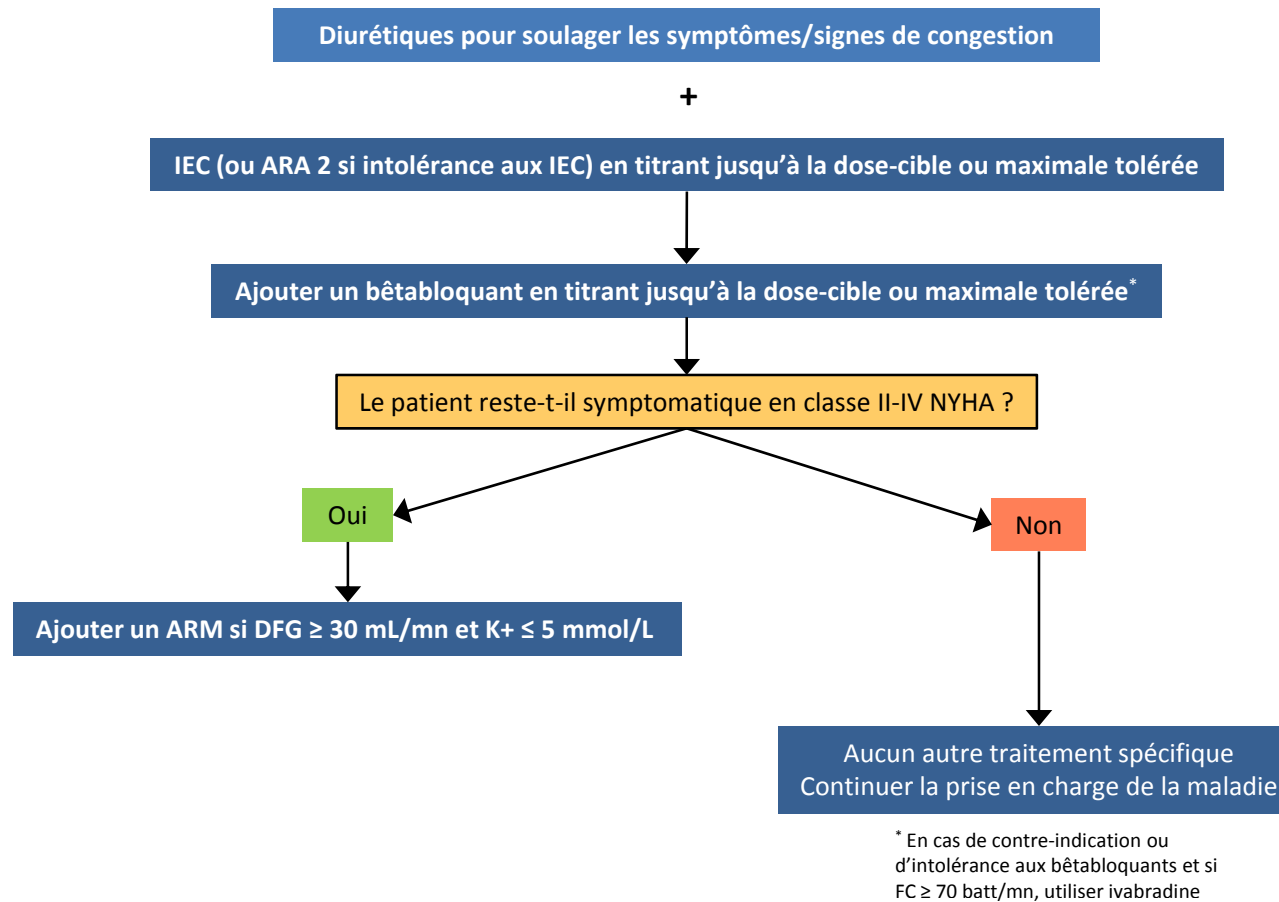 Diurétiques pour soulager les symptômes/signes de congestion
+
IEC (ou ARA 2 si intolérance aux IEC) en titrant jusqu’à la dose-cible ou maximale tolérée
Ajouter un bêtabloquant en titrant jusqu’à la dose-cible ou maximale tolérée*
Le patient reste-t-il symptomatique en classe II-IV NYHA ?
Oui
Non
Ajouter un ARM si DFG ≥ 30 mL/mn et K+ ≤ 5 mmol/L
Aucun autre traitement spécifique
Continuer la prise en charge de la maladie
* En cas de contre-indication ou
d’intolérance aux bêtabloquants et si
FC ≥ 70 batt/mn, utiliser ivabradine